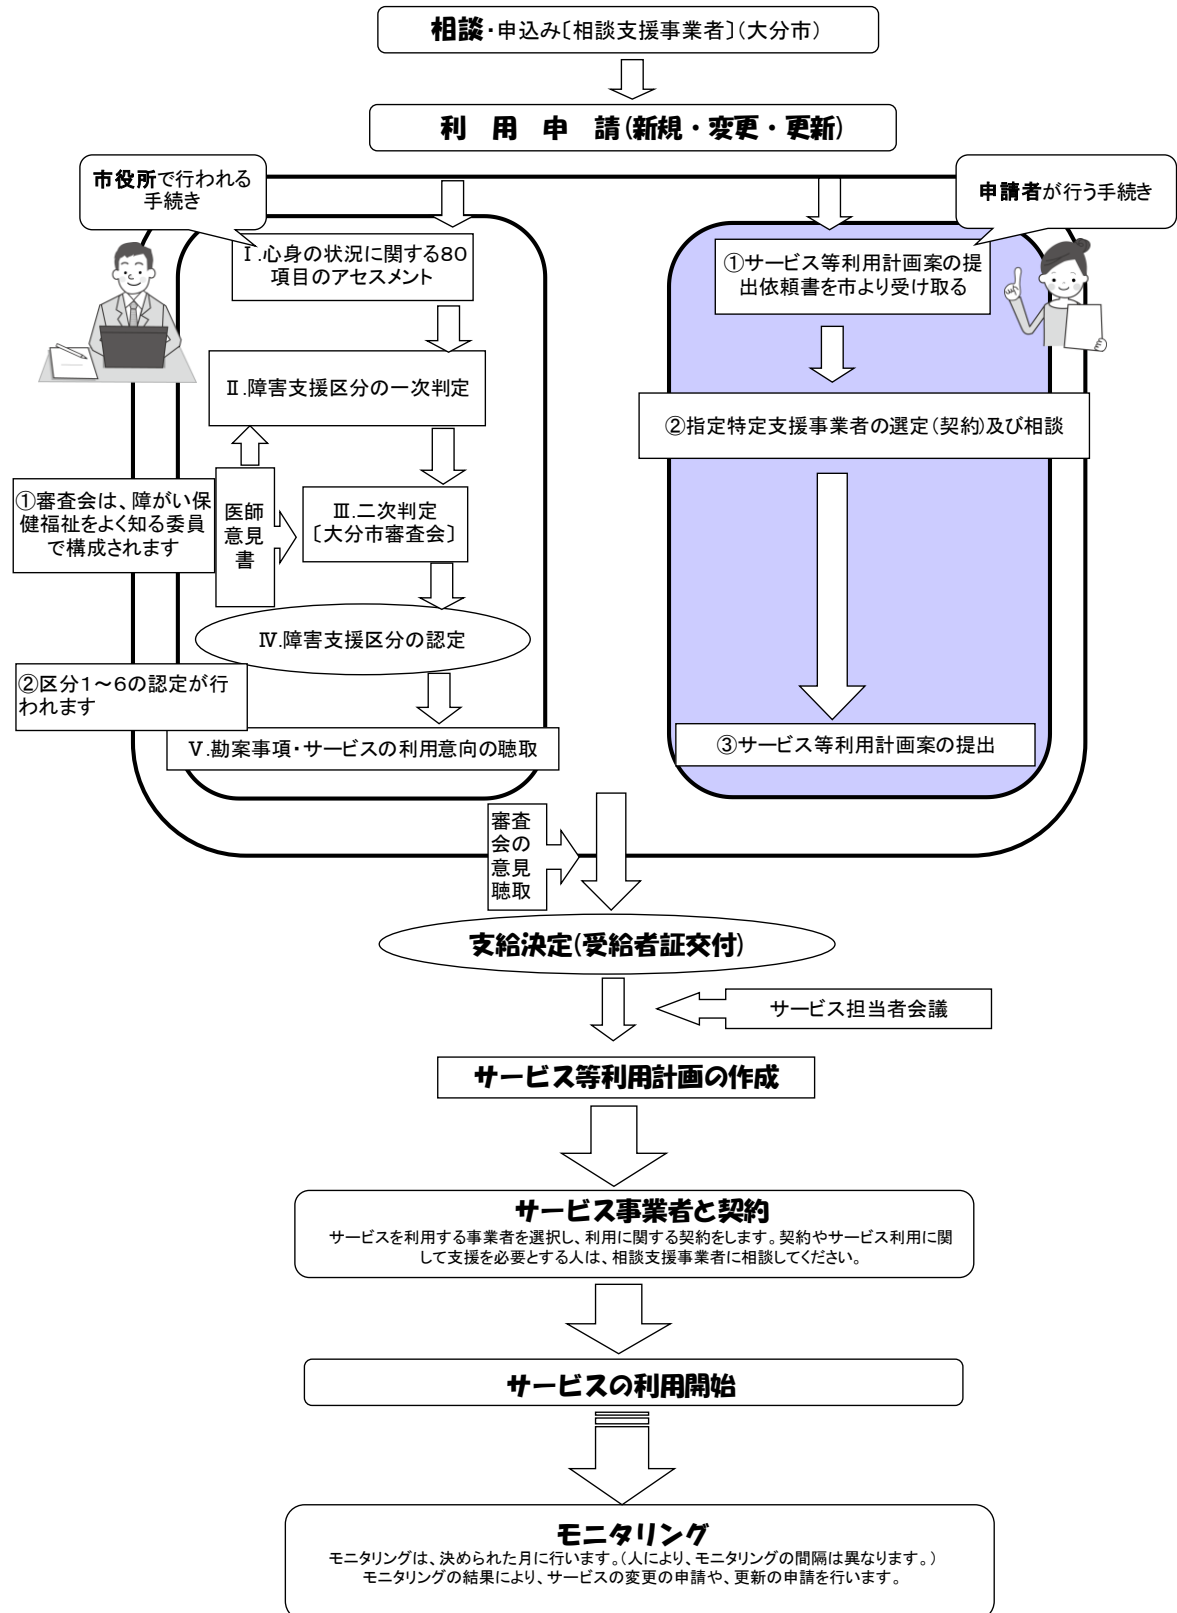 相談・申込み〔相談支援事業者〕(大分市)
利 用 申 請(新規・変更・更新)
市役所で行われる
手続き
申請者が行う手続き
Ⅰ.心身の状況に関する80
項目のアセスメント
Ⅱ.障害支援区分の一次判定
医師
意見
書
Ⅲ.二次判定
〔大分市審査会〕
①審査会は、障がい保
健福祉をよく知る委員
で構成されます
Ⅳ.障害支援区分の認定
②区分1~6の認定が行
われます
Ⅴ.勘案事項・サービスの利用意向の聴取
①サービス等利用計画案の提
出依頼書を市より受け取る
②指定特定支援事業者の選定(契約)及び相談
③サービス等利用計画案の提出
審査
会の
意見
聴取
支給決定(受給者証交付)
サービス担当者会議
サービス等利用計画の作成
サービス事業者と契約
サービスを利用する事業者を選択し、利用に関する契約をします。契約やサービス利用に関
して支援を必要とする人は、相談支援事業者に相談してください。
サービスの利用開始
モニタリング
モニタリングは、決められた月に行います。(人により、モニタリングの間隔は異なります。)
モニタリングの結果により、サービスの変更の申請や、更新の申請を行います。